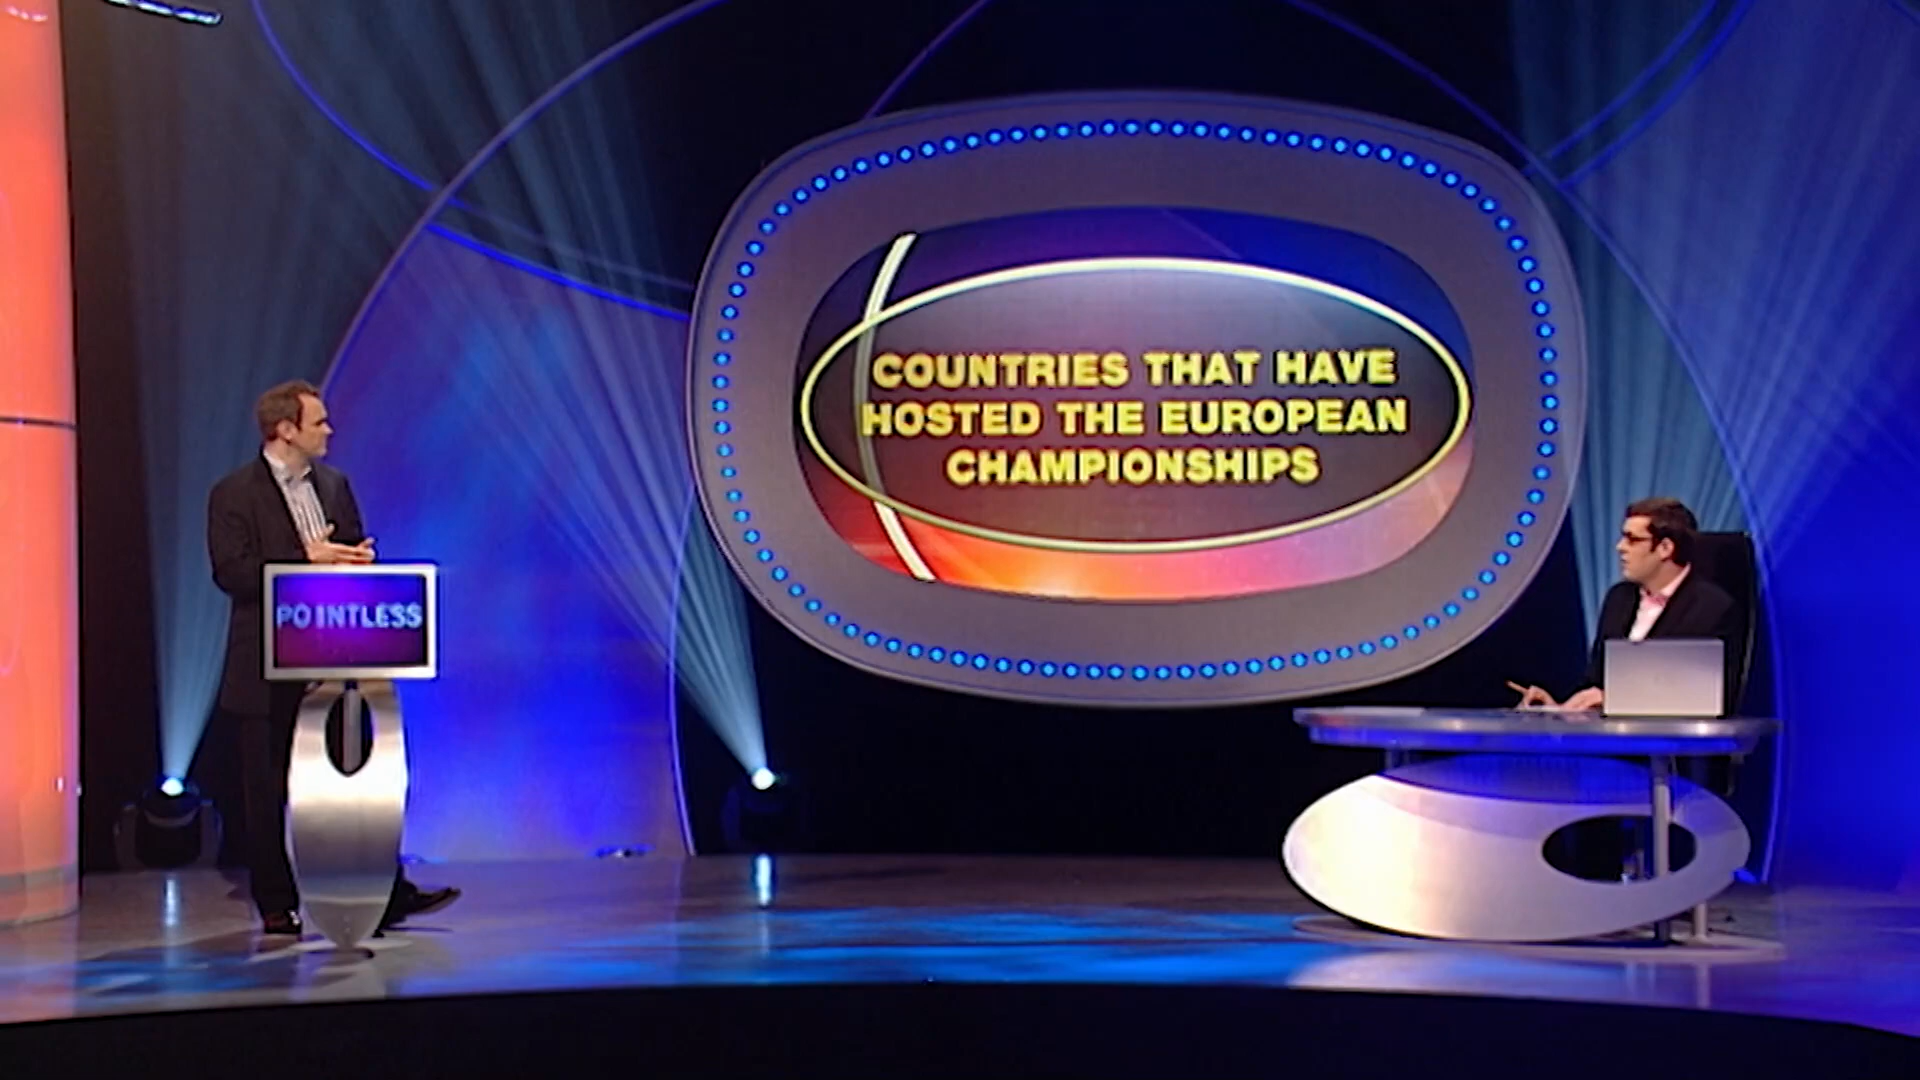 COUNTRIES THAT HAVE
HOSTED THE EUROPEAN
CHAMPIONSHIPS
POINTLESS